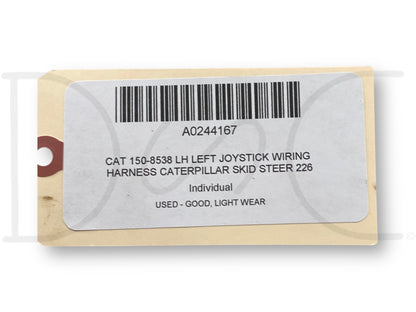 A0244167
CAT 150-8538 LH LEFT JOYSTICK WIRING
HARNESS CATERPILLAR SKID STEER 226
Individual
USED - GOOD, LIGHT WEAR